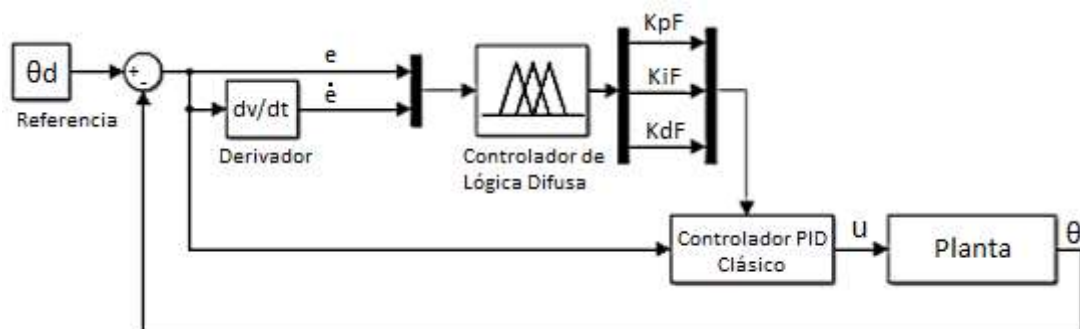 θd
Referencia
+
-
e
ė
dv/dt
Derivador
Controlador de
Lógica Difusa
KpF
KiF
KdF
Controlador PID
Clásico
u
Planta
θ